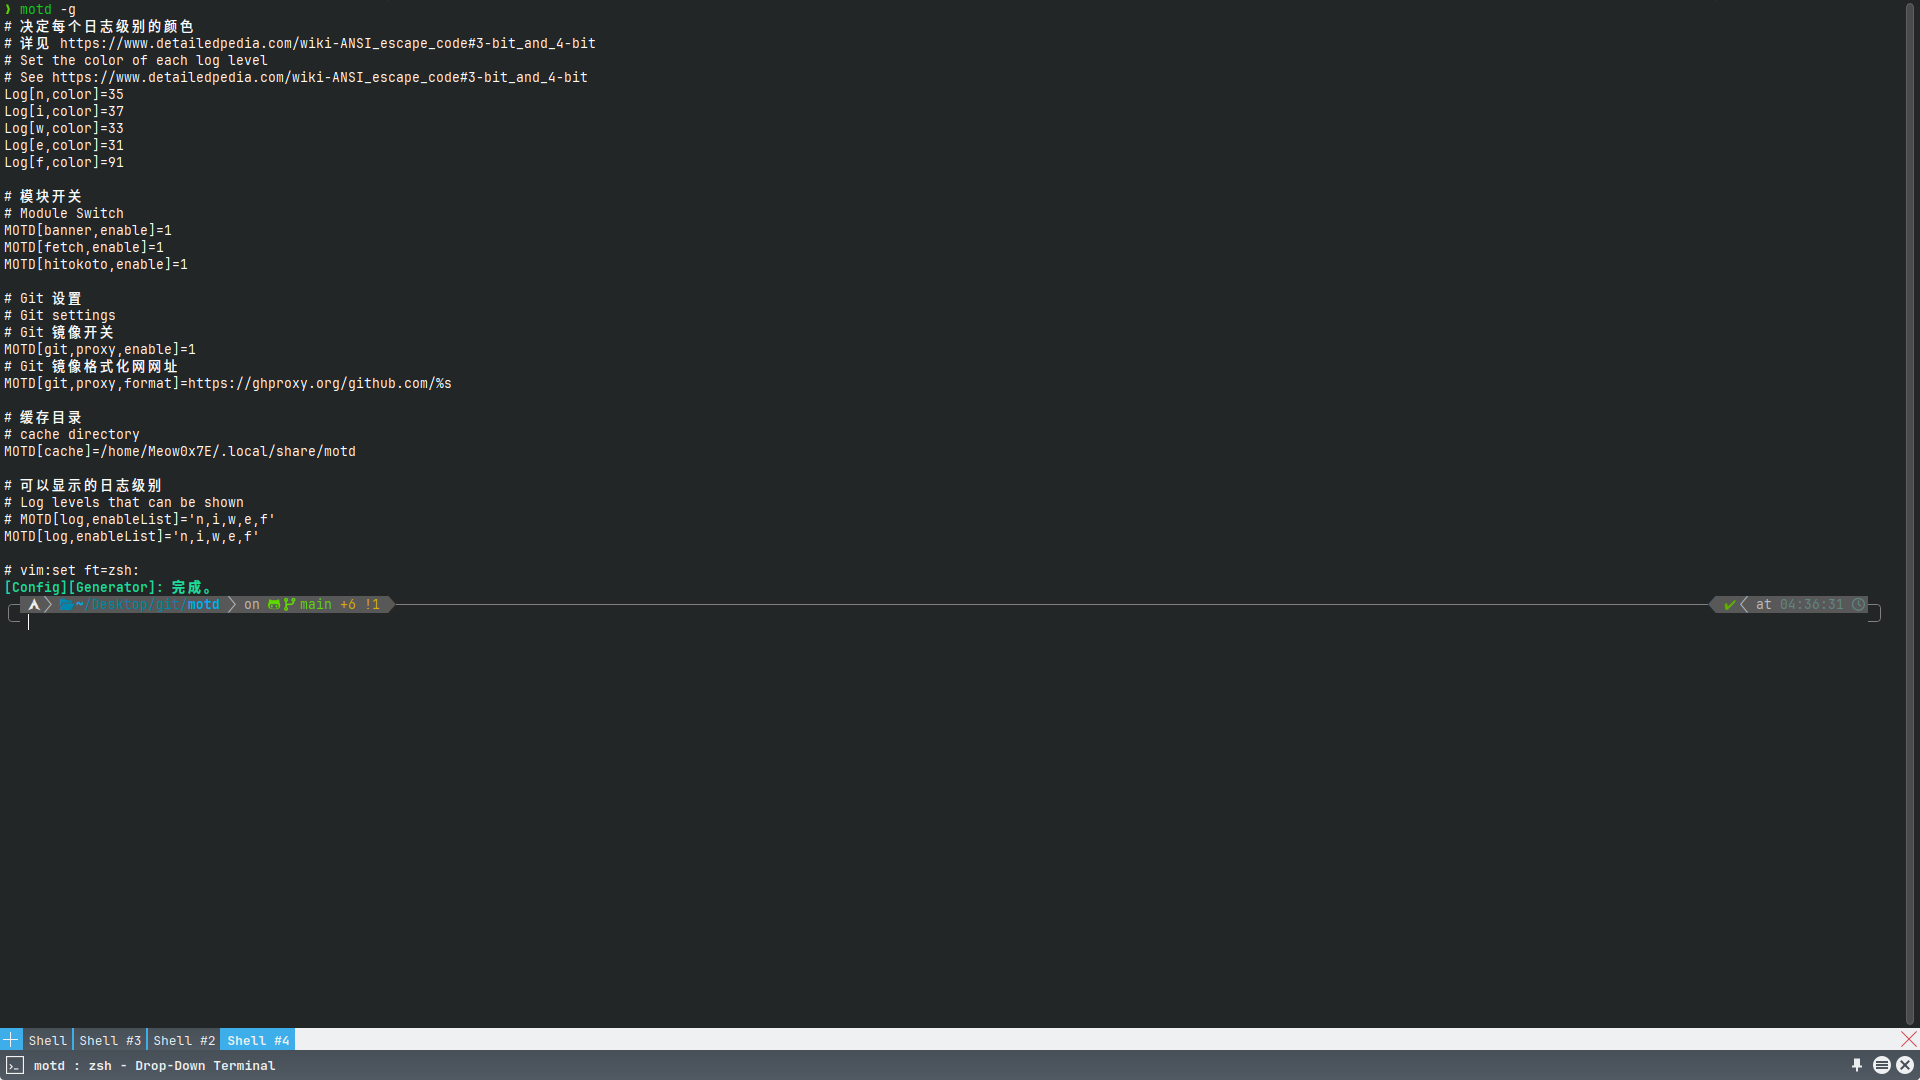 ❯ motd -g
# 决定每个日志级别的颜色
# 详见 https://www.detailedpedia.com/wiki-ANSI_escape_code#3-bit_and_4-bit
# Set the color of each log level
# See https://www.detailedpedia.com/wiki-ANSI_escape_code#3-bit_and_4-bit
Log[n,color]=35
Log[i,color]=37
Log[w,color]=33
Log[e,color]=31
Log[f,color]=91
# 模块开关
# Module Switch
MOTD[banner,enable]=1
MOTD[fetch,enable]=1
MOTD[hitokoto,enable]=1
# Git 设置
# Git settings
# Git 镜像开关
MOTD[git,proxy,enable]=1
# Git 镜像格式化网网址
MOTD[git,proxy,format]=https://ghproxy.org/github.com/%s
# 缓存目录
# cache directory
MOTD[cache]=/home/Meow0x7E/.local/share/motd
# 可以显示的日志级别
# Log levels that can be shown
# MOTD[log,enableList]='n,i,w,e,f'
MOTD[log,enableList]='n,i,w,e,f'
# vim:set ft=zsh:
[Config][Generator]: 完成。
~/Desktop/git/motd on main +6 !1 ✔ at 04:36:31
Shell Shell #3 Shell #2 Shell #4
motd : zsh - Drop-Down Terminal